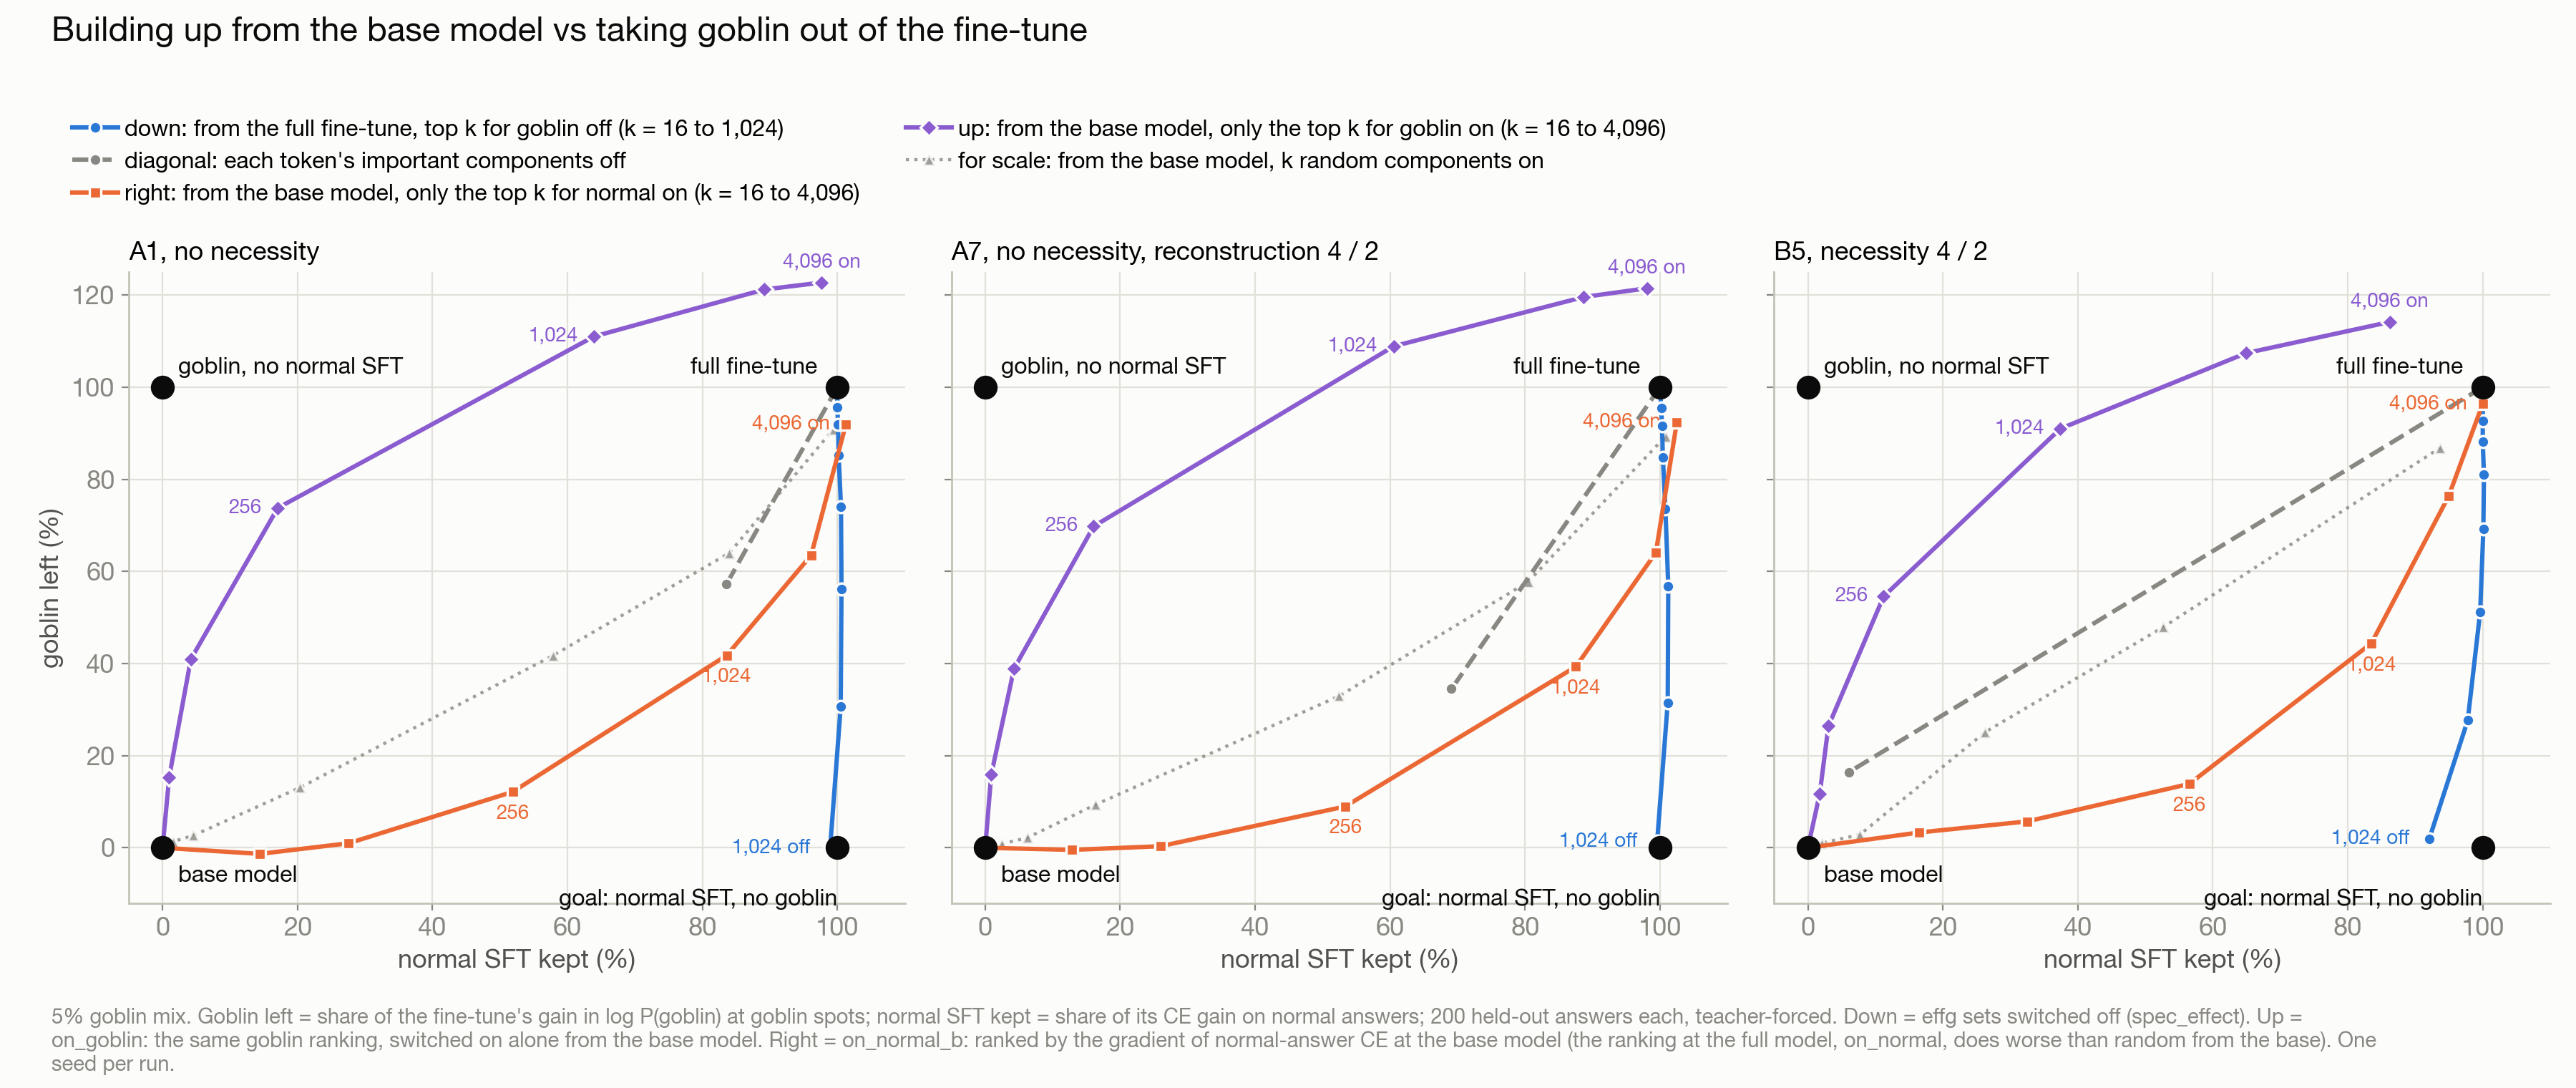 Building up from the base model vs taking goblin out of the fine-tune
down: from the full fine-tune, top k for goblin off (k = 16 to 1,024)
diagonal: each token's important components off
right: from the base model, only the top k for normal on (k = 16 to 4,096)
up: from the base model, only the top k for goblin on (k = 16 to 4,096)
for scale: from the base model, k random components on
A1, no necessity
4,096 on
1,024
goblin, no normal SFT
full fine-tune
4,096 on
256
1,024
256
1,024 off
base model
goal: normal SFT, no goblin
120
100
80
60
40
20
0
goblin left (%)
0 20 40 60 80 100
normal SFT kept (%)
A7, no necessity, reconstruction 4 / 2
4,096 on
1,024
goblin, no normal SFT
full fine-tune
4,096 on
256
1,024
256
1,024 off
base model
goal: normal SFT, no goblin
0 20 40 60 80 100
normal SFT kept (%)
B5, necessity 4 / 2
4,096 on
goblin, no normal SFT
full fine-tune
4,096 on
1,024
256
1,024
256
1,024 off
base model
goal: normal SFT, no goblin
0 20 40 60 80 100
normal SFT kept (%)
5% goblin mix. Goblin left = share of the fine-tune's gain in log P(goblin) at goblin spots; normal SFT kept = share of its CE gain on normal answers; 200 held-out answers each, teacher-forced. Down = effg sets switched off (spec_effect). Up =
on_goblin: the same goblin ranking, switched on alone from the base model. Right = on_normal_b: ranked by the gradient of normal-answer CE at the base model (the ranking at the full model, on_normal, does worse than random from the base). One
seed per run.